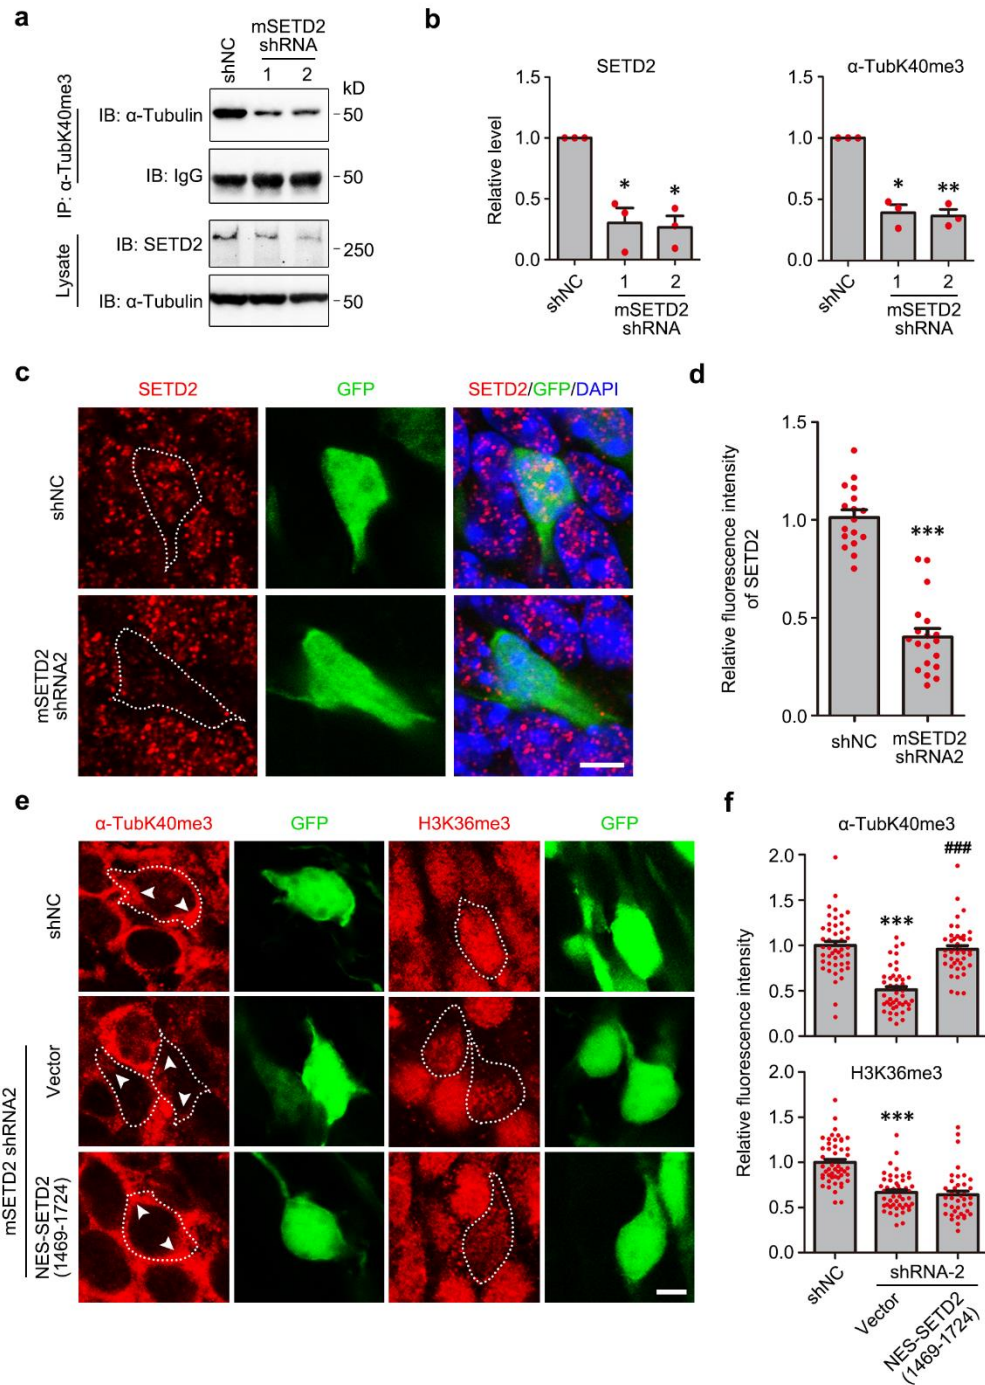 a
shNC
mSETD2
shRNA
1 2
kD
IP: α-TubK40me3
IB: α-Tubulin
50
IB: IgG
50
Lysate
IB: SETD2
250
IB: α-Tubulin
50
b
SETD2
Relative level
1.0
0.5
0.0
shNC
1 2
mSETD2
shRNA
* *
α-TubK40me3
1.0
0.5
0.0
shNC
1 2
mSETD2
shRNA
* **
c
SETD2 GFP SETD2/GFP/DAPI
shNC
mSETD2
shRNA2
d
Relative fluorescence intensity
of SETD2
1.5
1.0
0.5
0.0
***
shNC mSETD2
shRNA2
e
α-TubK40me3 GFP H3K36me3 GFP
shNC
mSETD2 shRNA2
Vector
NES-SETD2
(1469-1724)
f
α-TubK40me3
Relative fluorescence intensity
2.0
1.5
1.0
0.5
0.0
***
###
H3K36me3
2.0
1.5
1.0
0.5
0.0
***
shNC
shRNA-2
Vector
NES-SETD2
(1469-1724)